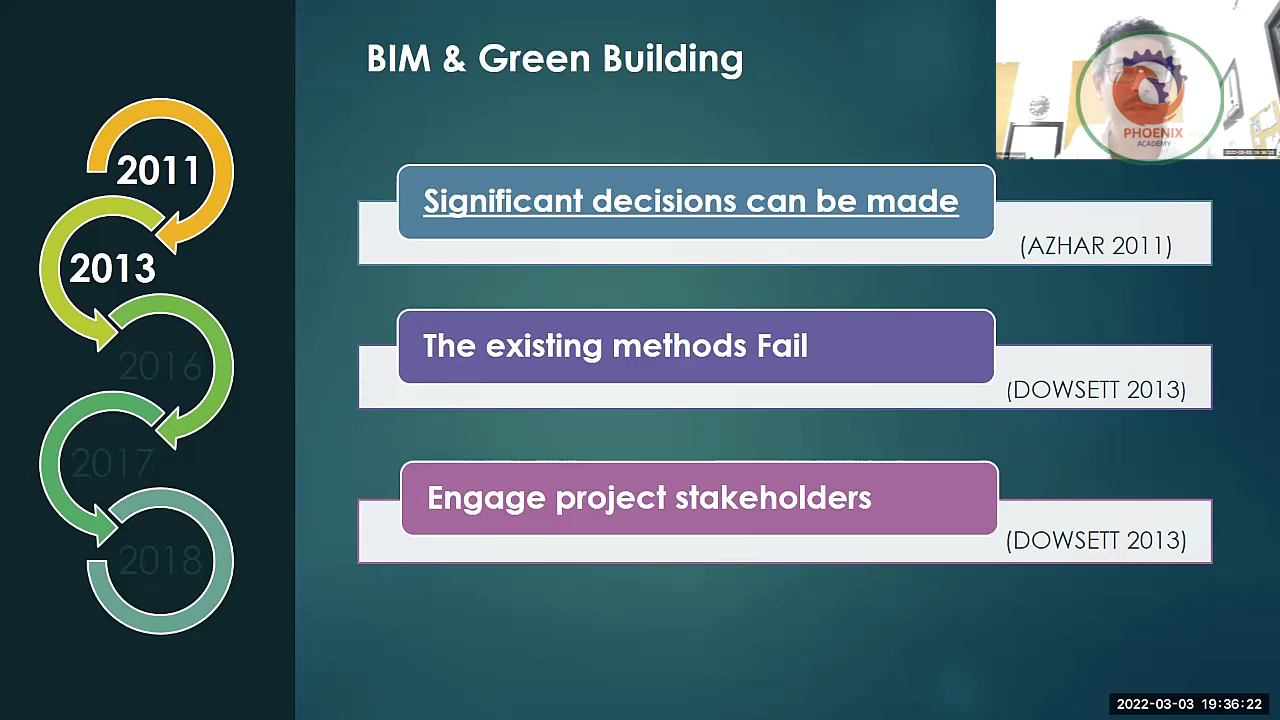 BIM & Green Building
PHOENIX
ACADEMY
2011
2013
2016
2017
2018
Significant decisions can be made
(AZHAR 2011)
The existing methods Fail
(DOWSETT 2013)
Engage project stakeholders
(DOWSETT 2013)
2022-03-03 19:36:22